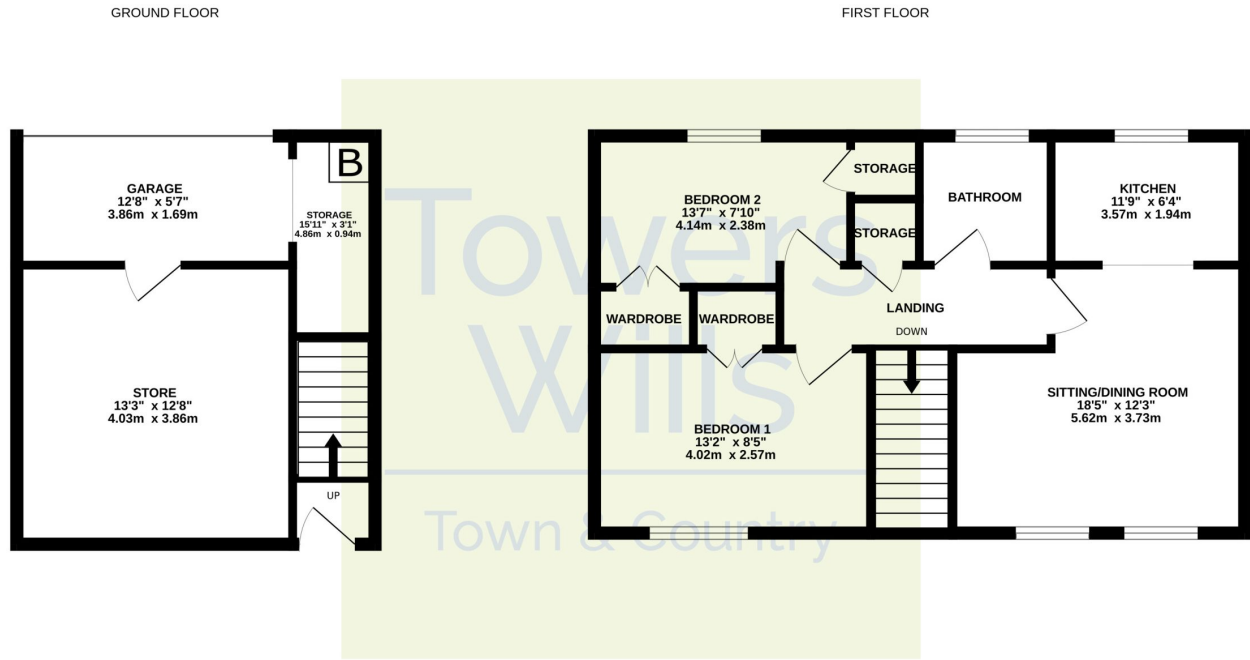 GROUND FLOOR
FIRST FLOOR
GARAGE
12'8" x 5'7"
3.86m x 1.69m
B
STORAGE
15'11" x 3'1"
4.86m x 0.94m
STORE
13'3" x 12'8"
4.03m x 3.86m
UP
BEDROOM 2
13'7" x 7'10"
4.14m x 2.38m
STORAGE
STORAGE
BATHROOM
KITCHEN
11'9" x 6'4"
3.57m x 1.94m
WARDROBE
WARDROBE
LANDING
DOWN
BEDROOM 1
13'2" x 8'5"
4.02m x 2.57m
SITTING/DINING ROOM
18'5" x 12'3"
5.62m x 3.73m
Towers
Wills
Town & Country